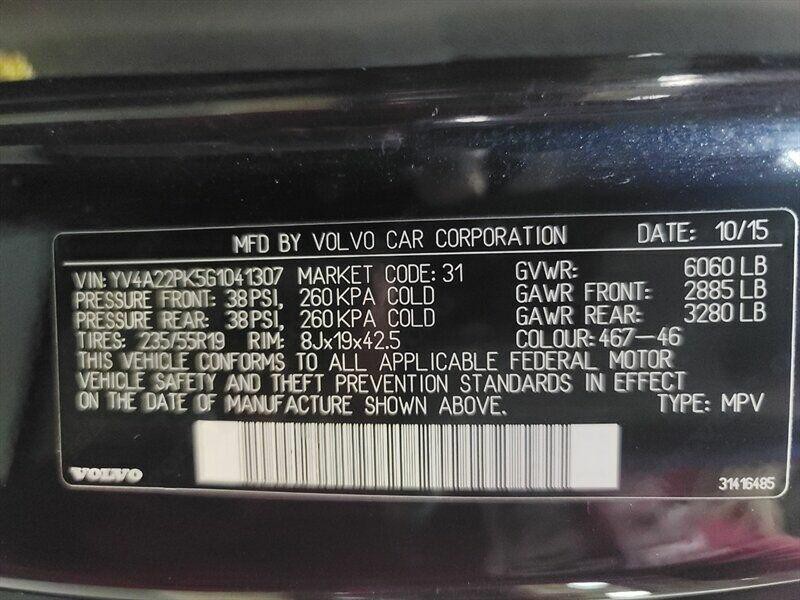 MFD BY VOLVO CAR CORPORATION DATE: 10/15
VIN: YV4A22PK5G1041307 MARKET CODE: 31 GVWR: 6060 LB
PRESSURE FRONT: 38 PSI, 260 KPA COLD GAWR FRONT: 2885 LB
PRESSURE REAR: 38 PSI, 260 KPA COLD GAWR REAR: 3280 LB
TIRES: 235/55R19 RIM: 8Jx19x42.5 COLOUR: 467-46
THIS VEHICLE CONFORMS TO ALL APPLICABLE FEDERAL MOTOR
VEHICLE SAFETY AND THEFT PREVENTION STANDARDS IN EFFECT
ON THE DATE OF MANUFACTURE SHOWN ABOVE. TYPE: MPV
VOLVO 31416485